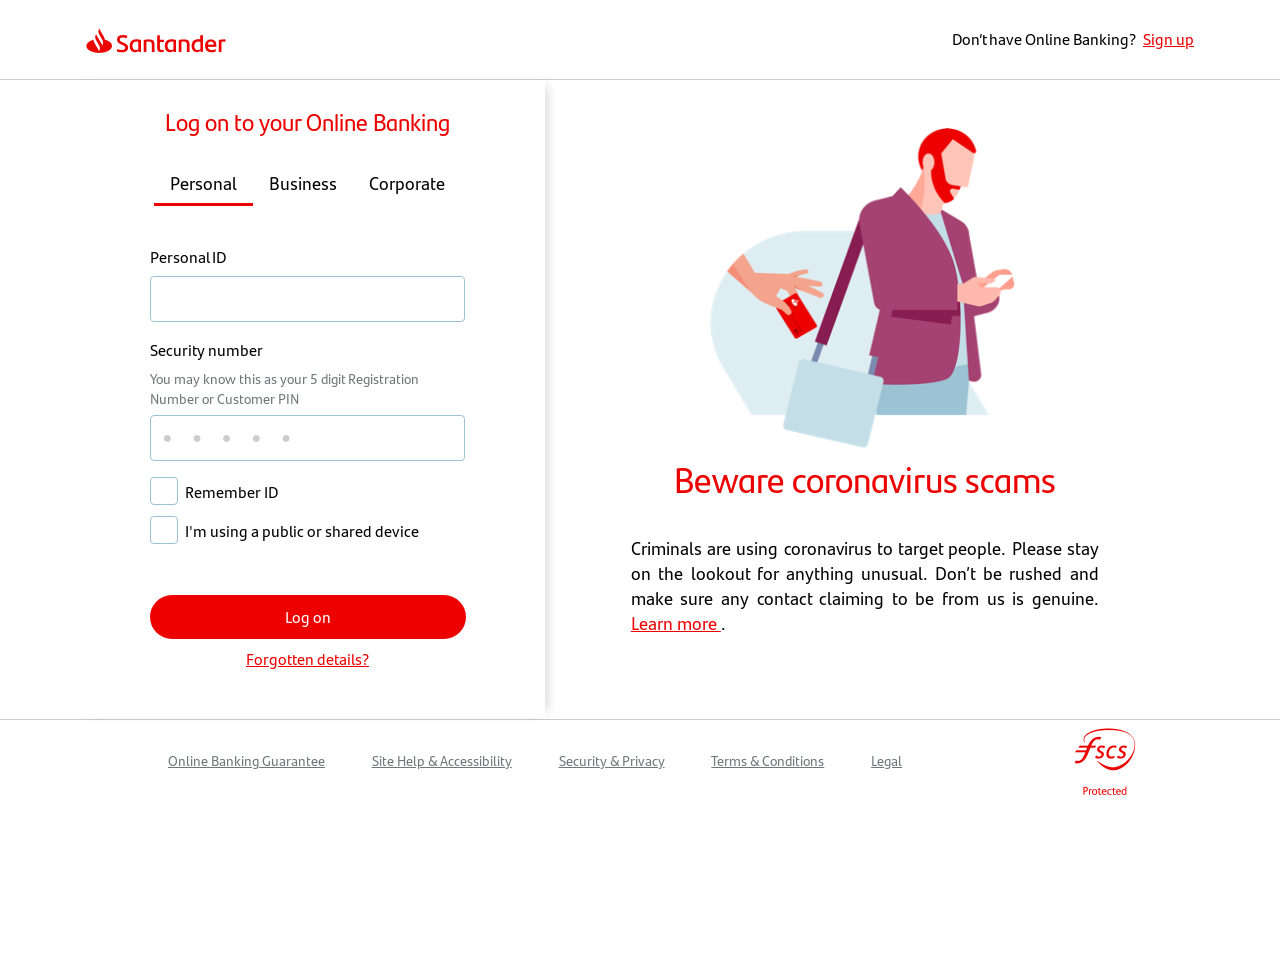 Santander
Don't have Online Banking? Sign up
Log on to your Online Banking
Personal Business Corporate
Personal ID
Security number
You may know this as your 5 digit Registration
Number or Customer PIN
Remember ID
I'm using a public or shared device
Log on
Forgotten details?
Beware coronavirus scams
Criminals are using coronavirus to target people. Please stay
on the lookout for anything unusual. Don't be rushed and
make sure any contact claiming to be from us is genuine.
Learn more .
Online Banking Guarantee Site Help & Accessibility Security & Privacy Terms & Conditions Legal
fscs
Protected